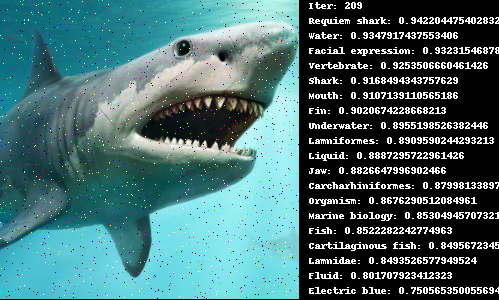 Iter: 209
Requiem shark: 0.942204475402832
Water: 0.9347917437553406
Facial expression: 0.932315468788
Vertebrate: 0.9253506660461426
Shark: 0.9168494343757629
Mouth: 0.9107139110565186
Fin: 0.9020674228668213
Underwater: 0.8955198526382446
Lamniformes: 0.8909590244293213
Liquid: 0.8887295722961426
Jaw: 0.8826647996902466
Carcharhiniformes: 0.87998133897
Organism: 0.8676290512084961
Marine biology: 0.85304945707321
Fish: 0.8522282242774963
Cartilaginous fish: 0.8495672345
Lamnidae: 0.8493526577949524
Fluid: 0.801707923412323
Electric blue: 0.750565350055694